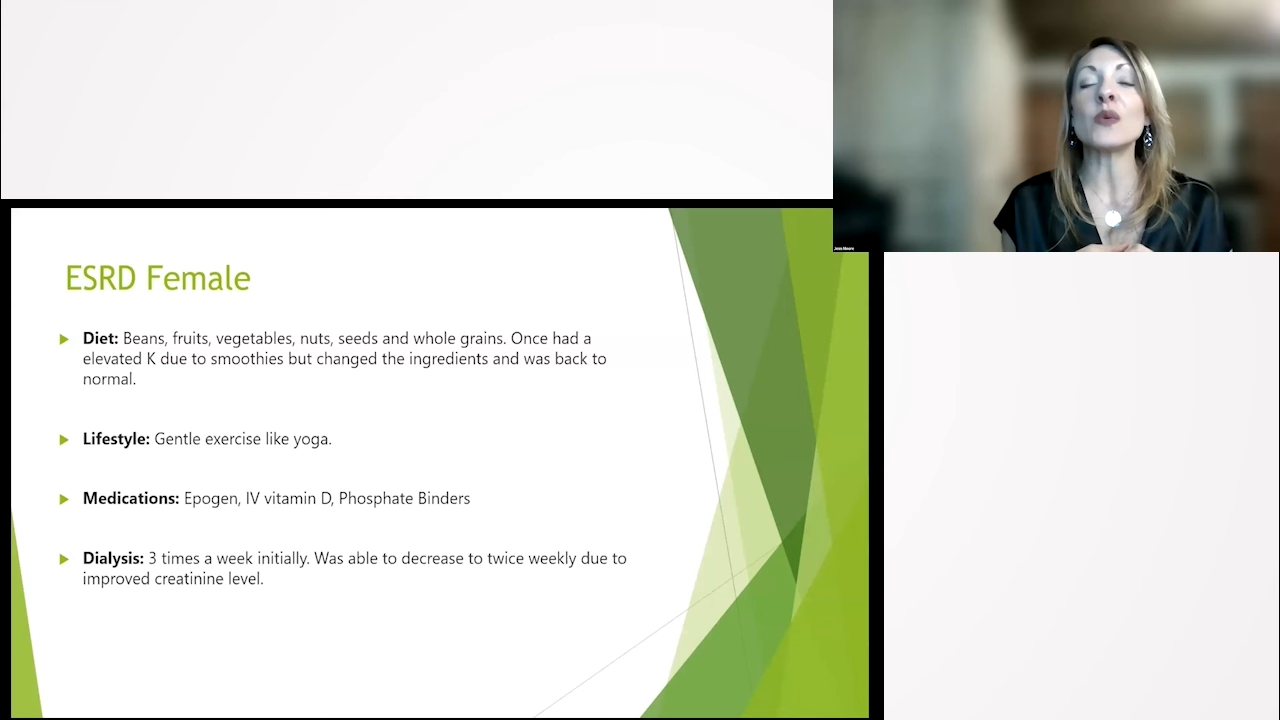 Jenn Moore
ESRD Female
Diet: Beans, fruits, vegetables, nuts, seeds and whole grains. Once had a
elevated K due to smoothies but changed the ingredients and was back to
normal.
Lifestyle: Gentle exercise like yoga.
Medications: Epogen, IV vitamin D, Phosphate Binders
Dialysis: 3 times a week initially. Was able to decrease to twice weekly due to
improved creatinine level.